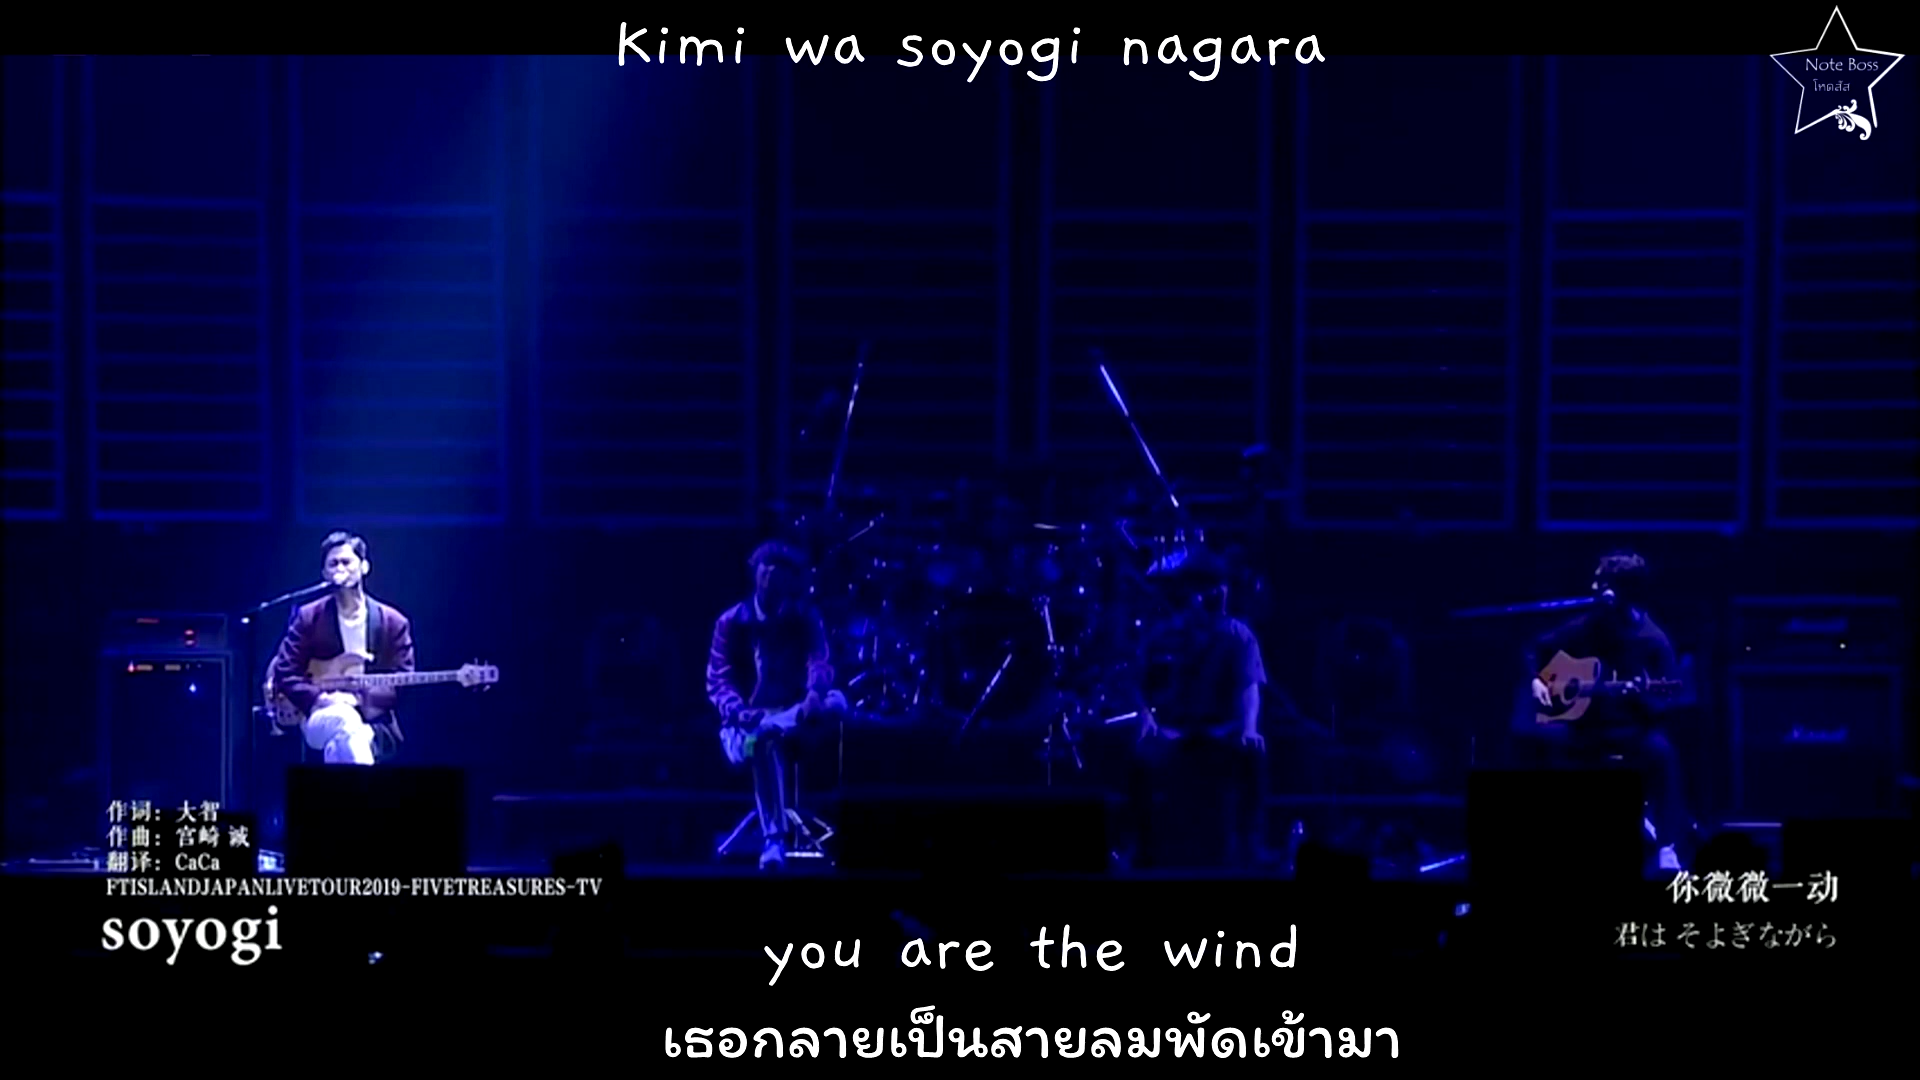 kimi wa soyogi nagara
Note Boss
โหดสัส
作词：大智
作曲：宫崎 诚
翻译：CaCa
FTISLANDJAPANLIVETOUR2019-FIVETREASURES-TV
soyogi
你微微一动
君は そよぎながら
you are the wind
เธอกลายเป็นสายลมพัดเข้ามา